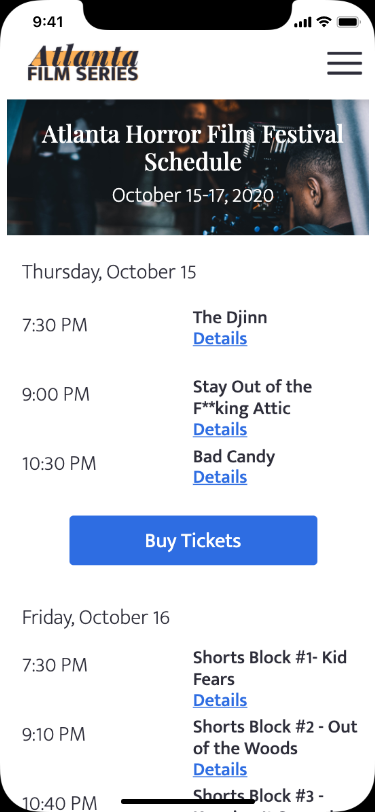 9:41
Atlanta
FILM SERIES
Atlanta Horror Film Festival
Schedule
October 15-17, 2020
Thursday, October 15
7:30 PM
The Djinn
Details
9:00 PM
Stay Out of the
F**king Attic
Details
10:30 PM
Bad Candy
Details
Buy Tickets
Friday, October 16
7:30 PM
Shorts Block #1- Kid
Fears
Details
9:10 PM
Shorts Block #2 - Out
of the Woods
Details
10:40 PM
Shorts Block #3 -